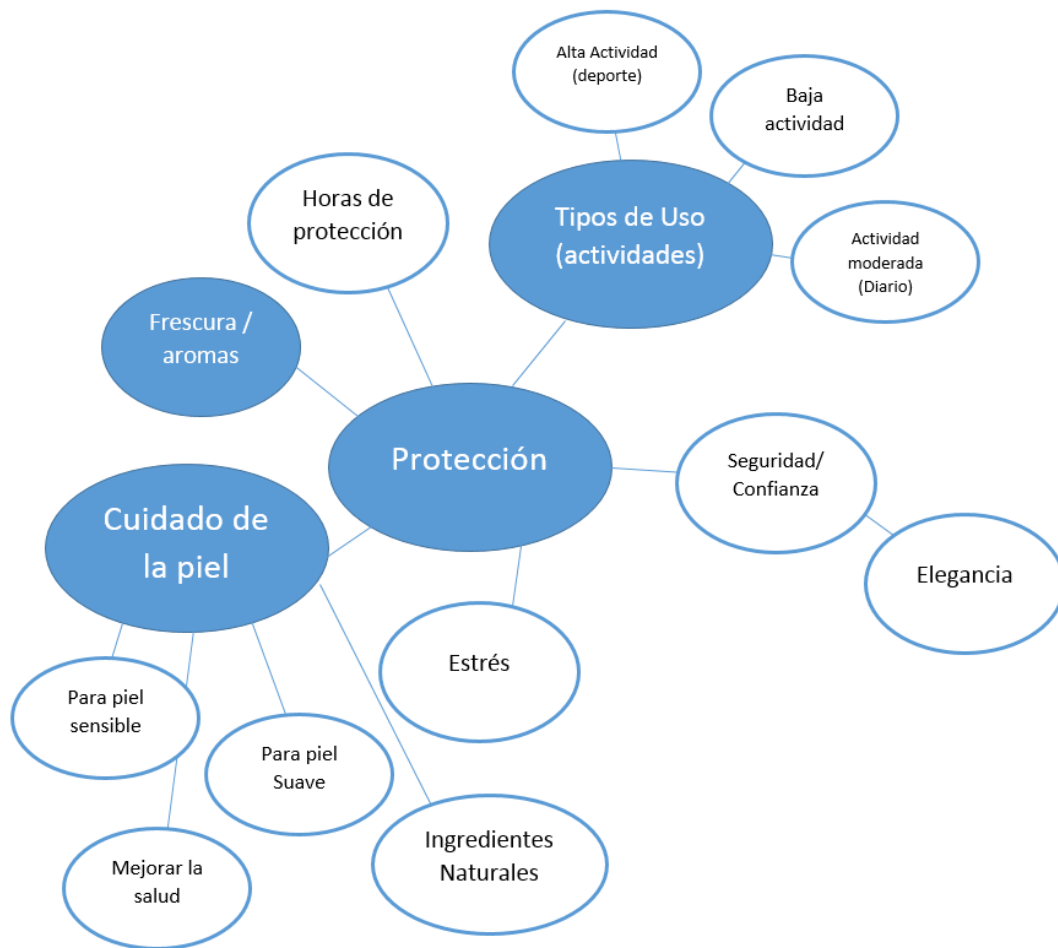 Alta Actividad
(deporte)
Baja
actividad
Horas de
protección
Tipos de Uso
(actividades)
Actividad
moderada
(Diario)
Frescura /
aromas
Protección
Seguridad/
Confianza
Cuidado de
la piel
Elegancia
Estrés
Para piel
sensible
Para piel
Suave
Ingredientes
Naturales
Mejorar la
salud